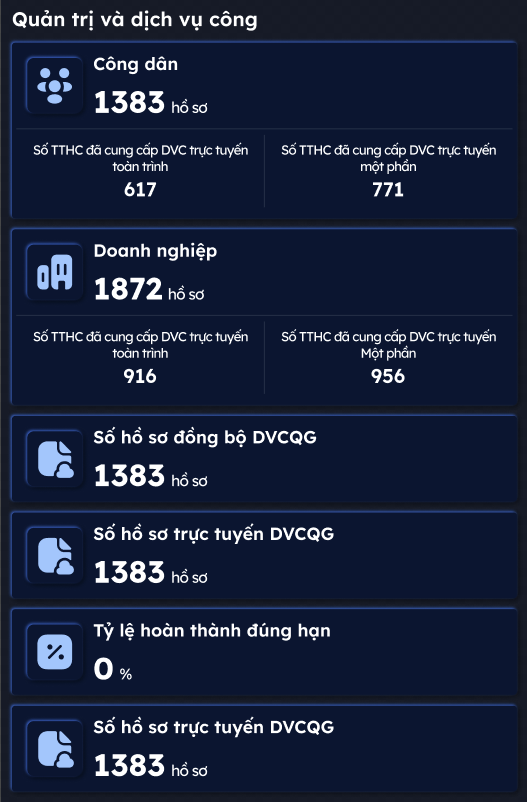 Quản trị và dịch vụ công
Công dân
1383 hồ sơ
Số TTHC đã cung cấp DVC trực tuyến
toàn trình
617
Số TTHC đã cung cấp DVC trực tuyến
một phần
771
Doanh nghiệp
1872 hồ sơ
Số TTHC đã cung cấp DVC trực tuyến
toàn trình
916
Số TTHC đã cung cấp DVC trực tuyến
Một phần
956
Số hồ sơ đồng bộ DVCQG
1383 hồ sơ
Số hồ sơ trực tuyến DVCQG
1383 hồ sơ
Tỷ lệ hoàn thành đúng hạn
0 %
Số hồ sơ trực tuyến DVCQG
1383 hồ sơ